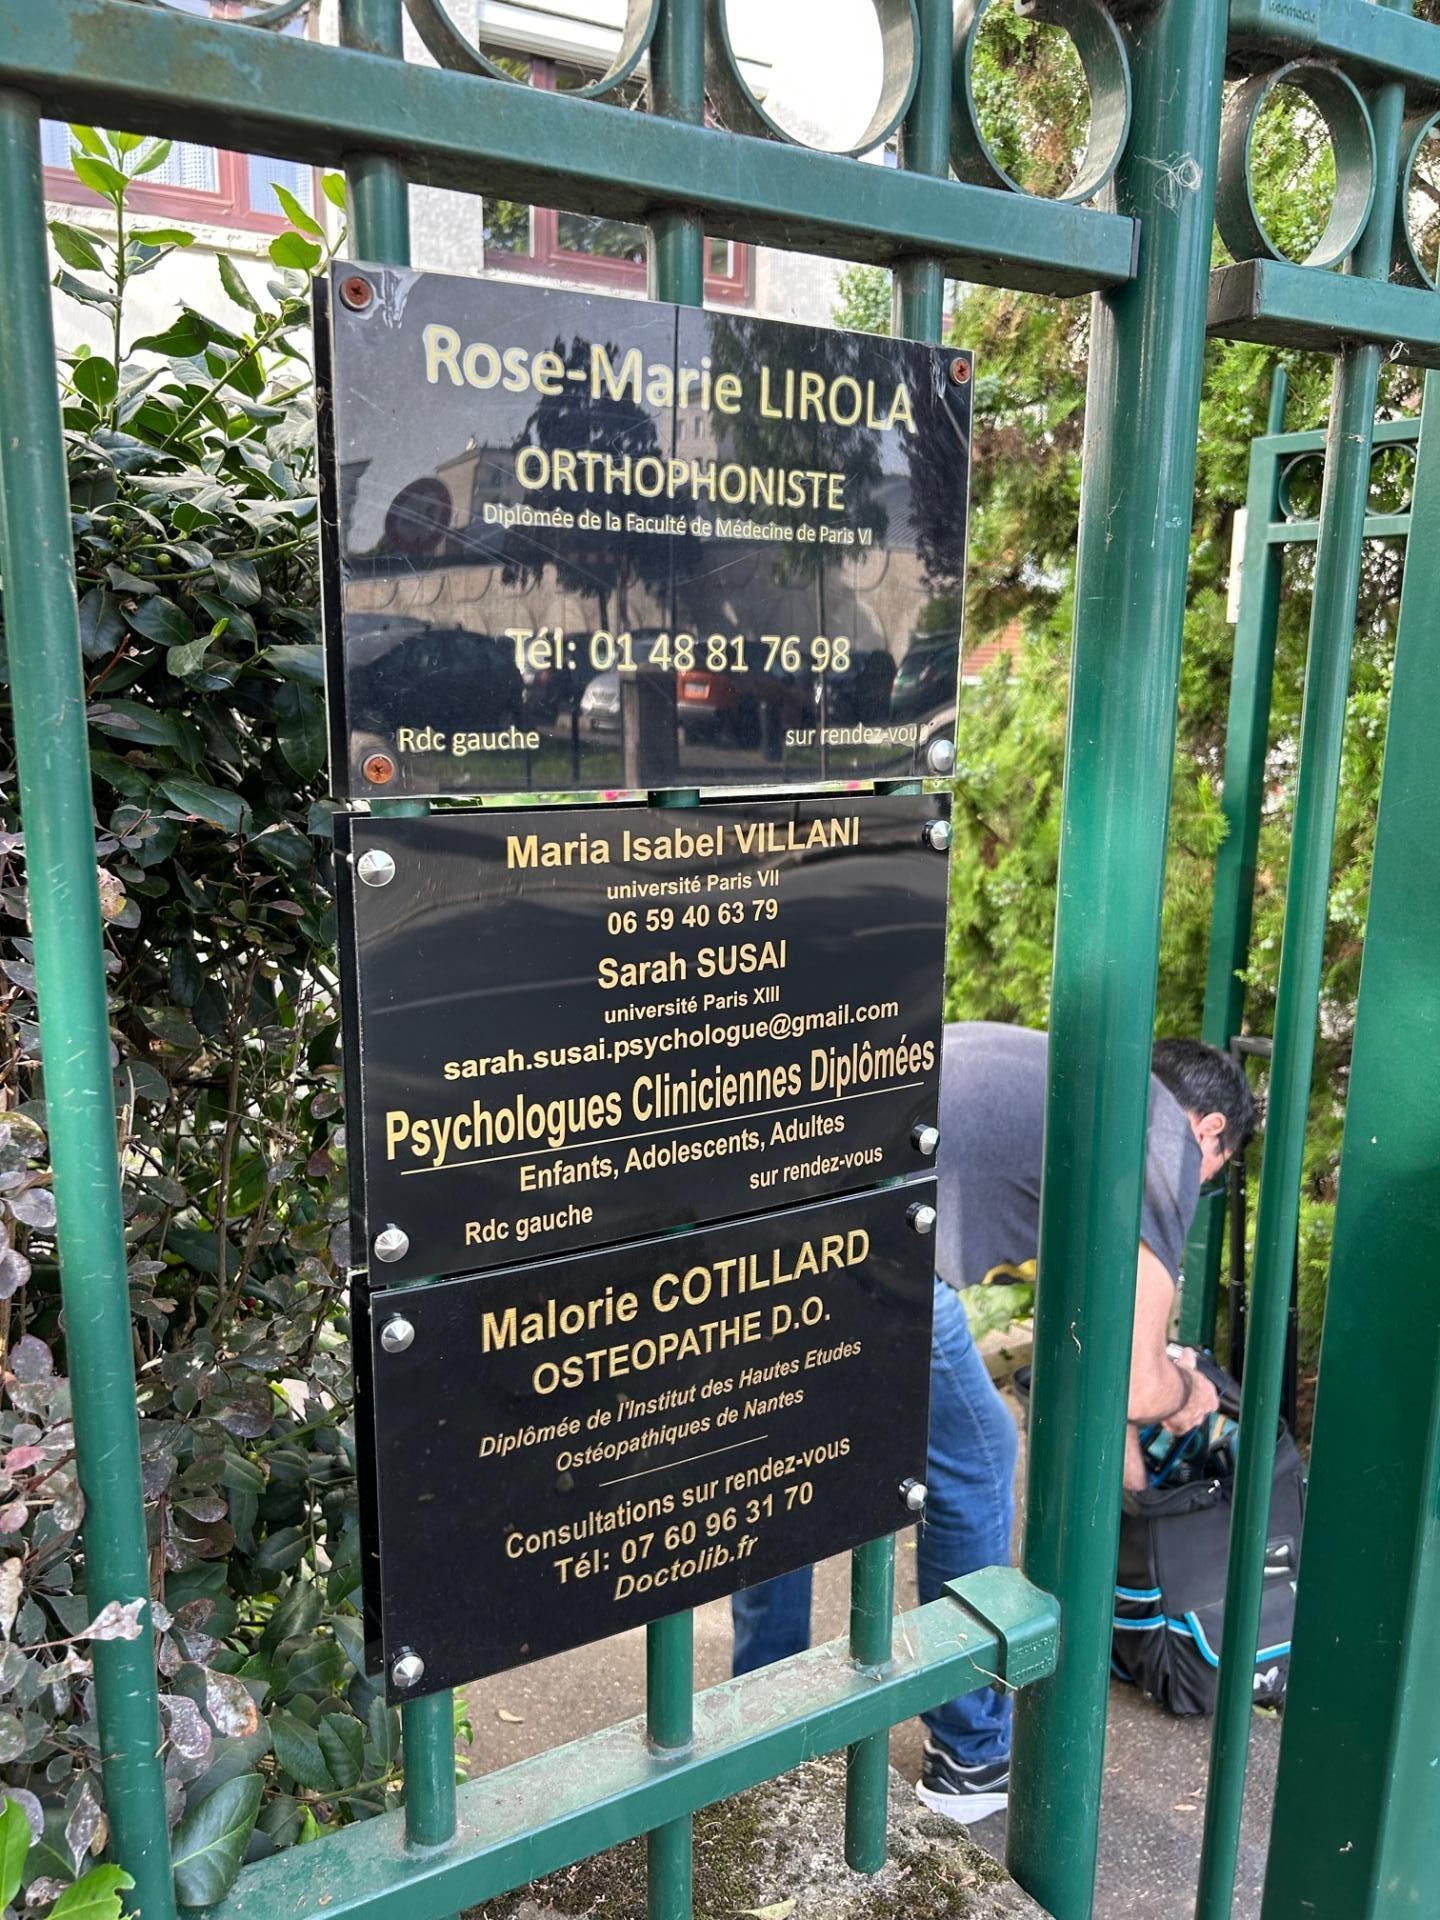 Rose-Marie LIROLA
ORTHOPHONISTE
Diplômée de la Faculté de Médecine de Paris VI
Tél: 01 48 81 76 98
Rdc gauche sur rendez-vous
Maria Isabel VILLANI
université Paris VII
06 59 40 63 79
Sarah SUSAI
université Paris XIII
sarah.susai.psychologue@gmail.com
Psychologues Cliniciennes Diplômées
Enfants, Adolescents, Adultes
sur rendez-vous
Rdc gauche
Malorie COTILLARD
OSTEOPATHE D.O.
Diplômée de l'Institut des Hautes Etudes
Ostéopathiques de Nantes
Consultations sur rendez-vous
Tél: 07 60 96 31 70
Doctolib.fr